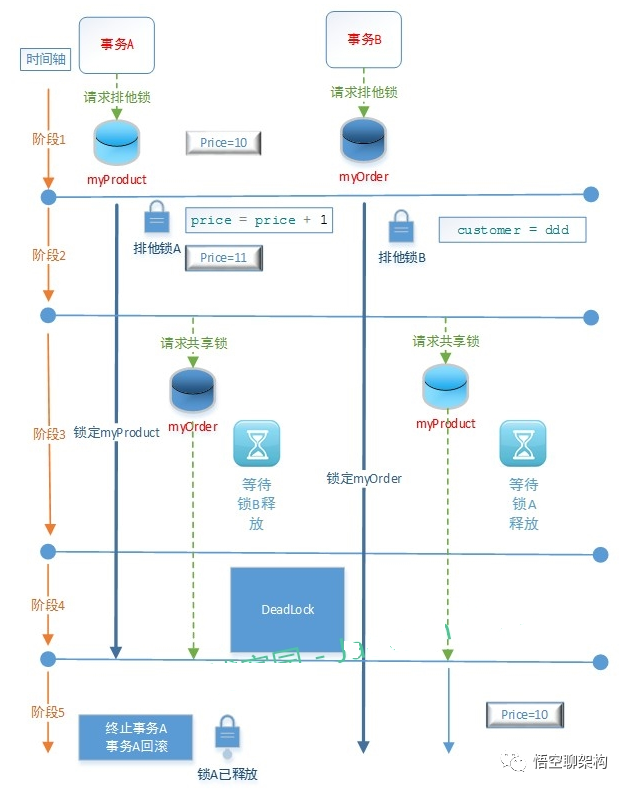 事务A
事务B
时间轴
请求排他锁
请求排他锁
阶段1
Price=10
myProduct
myOrder
price = price + 1
排他锁A
customer = ddd
排他锁B
阶段2
Price=11
请求共享锁
请求共享锁
myOrder
myProduct
阶段3
锁定myProduct
锁定myOrder
等待
锁B释
放
等待
锁A
释放
阶段4
DeadLock
阶段5
Price=10
终止事务A
事务A回滚
锁A已释放
悟空聊架构